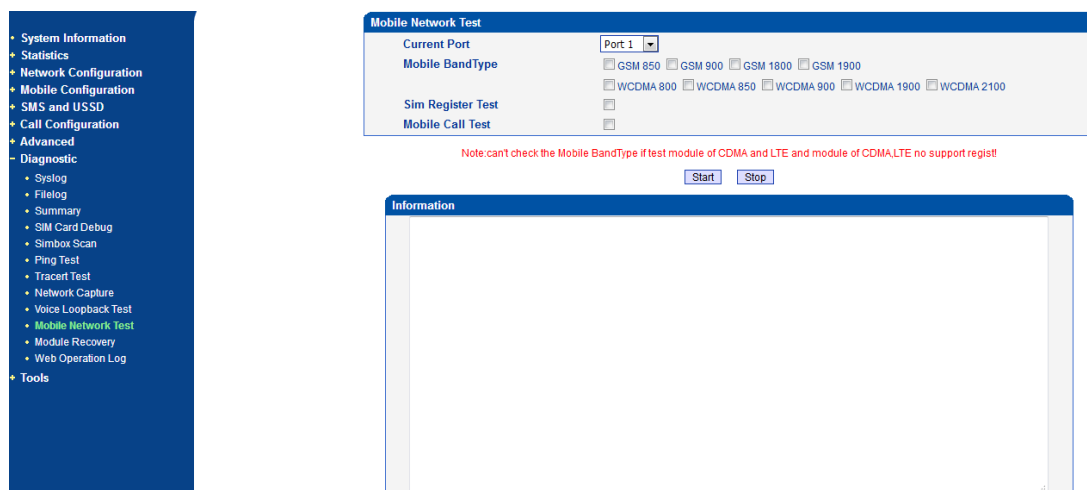 System Information
Statistics
Network Configuration
Mobile Configuration
SMS and USSD
Call Configuration
Advanced
Diagnostic
Syslog
Filelog
Summary
SIM Card Debug
Simbox Scan
Ping Test
Tracert Test
Network Capture
Voice Loopback Test
Mobile Network Test
Module Recovery
Web Operation Log
Tools
Mobile Network Test
Current Port Port 1
Mobile BandType GSM 850 GSM 900 GSM 1800 GSM 1900
WCDMA 800 WCDMA 850 WCDMA 900 WCDMA 1900 WCDMA 2100
Sim Register Test
Mobile Call Test
Note:can't check the Mobile BandType if test module of CDMA and LTE and module of CDMA,LTE no support regist!
Start Stop
Information